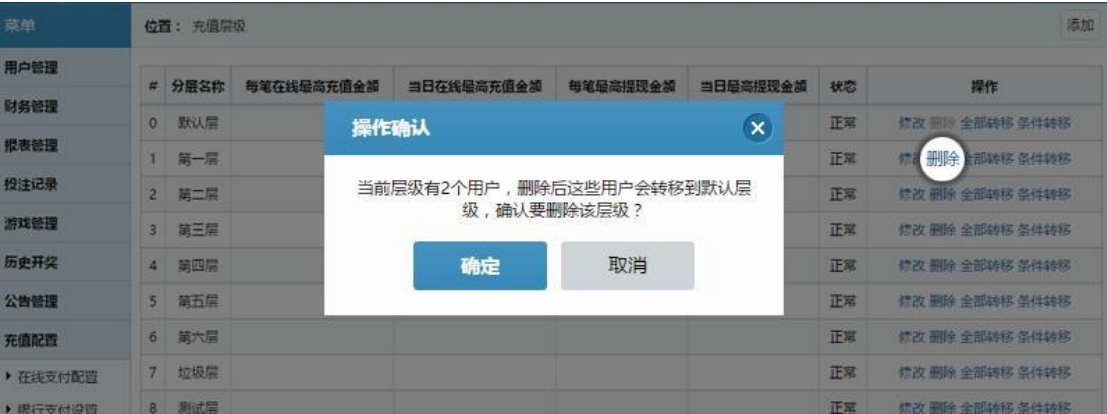 菜单
位置： 充值层级
添加
用户管理
财务管理
报表管理
投注记录
游戏管理
历史开奖
公告管理
充值配置
在线支付配置
银行支付设置
# 分层名称 每笔在线最高充值金额 当日在线最高充值金额 每笔最高提现金额 当日最高提现金额 状态 操作
0 默认层 正常 修改 删除 全部转移 条件转移
1 第一层 正常 修改 删除 全部转移 条件转移
2 第二层 正常 修改 删除 全部转移 条件转移
3 第三层 正常 修改 删除 全部转移 条件转移
4 第四层 正常 修改 删除 全部转移 条件转移
5 第五层 正常 修改 删除 全部转移 条件转移
6 第六层 正常 修改 删除 全部转移 条件转移
7 垃圾层 正常 修改 删除 全部转移 条件转移
8 测试层 正常 修改 删除 全部转移 条件转移
操作确认
当前层级有2个用户，删除后这些用户会转移到默认层
级，确认要删除该层级？
确定
取消